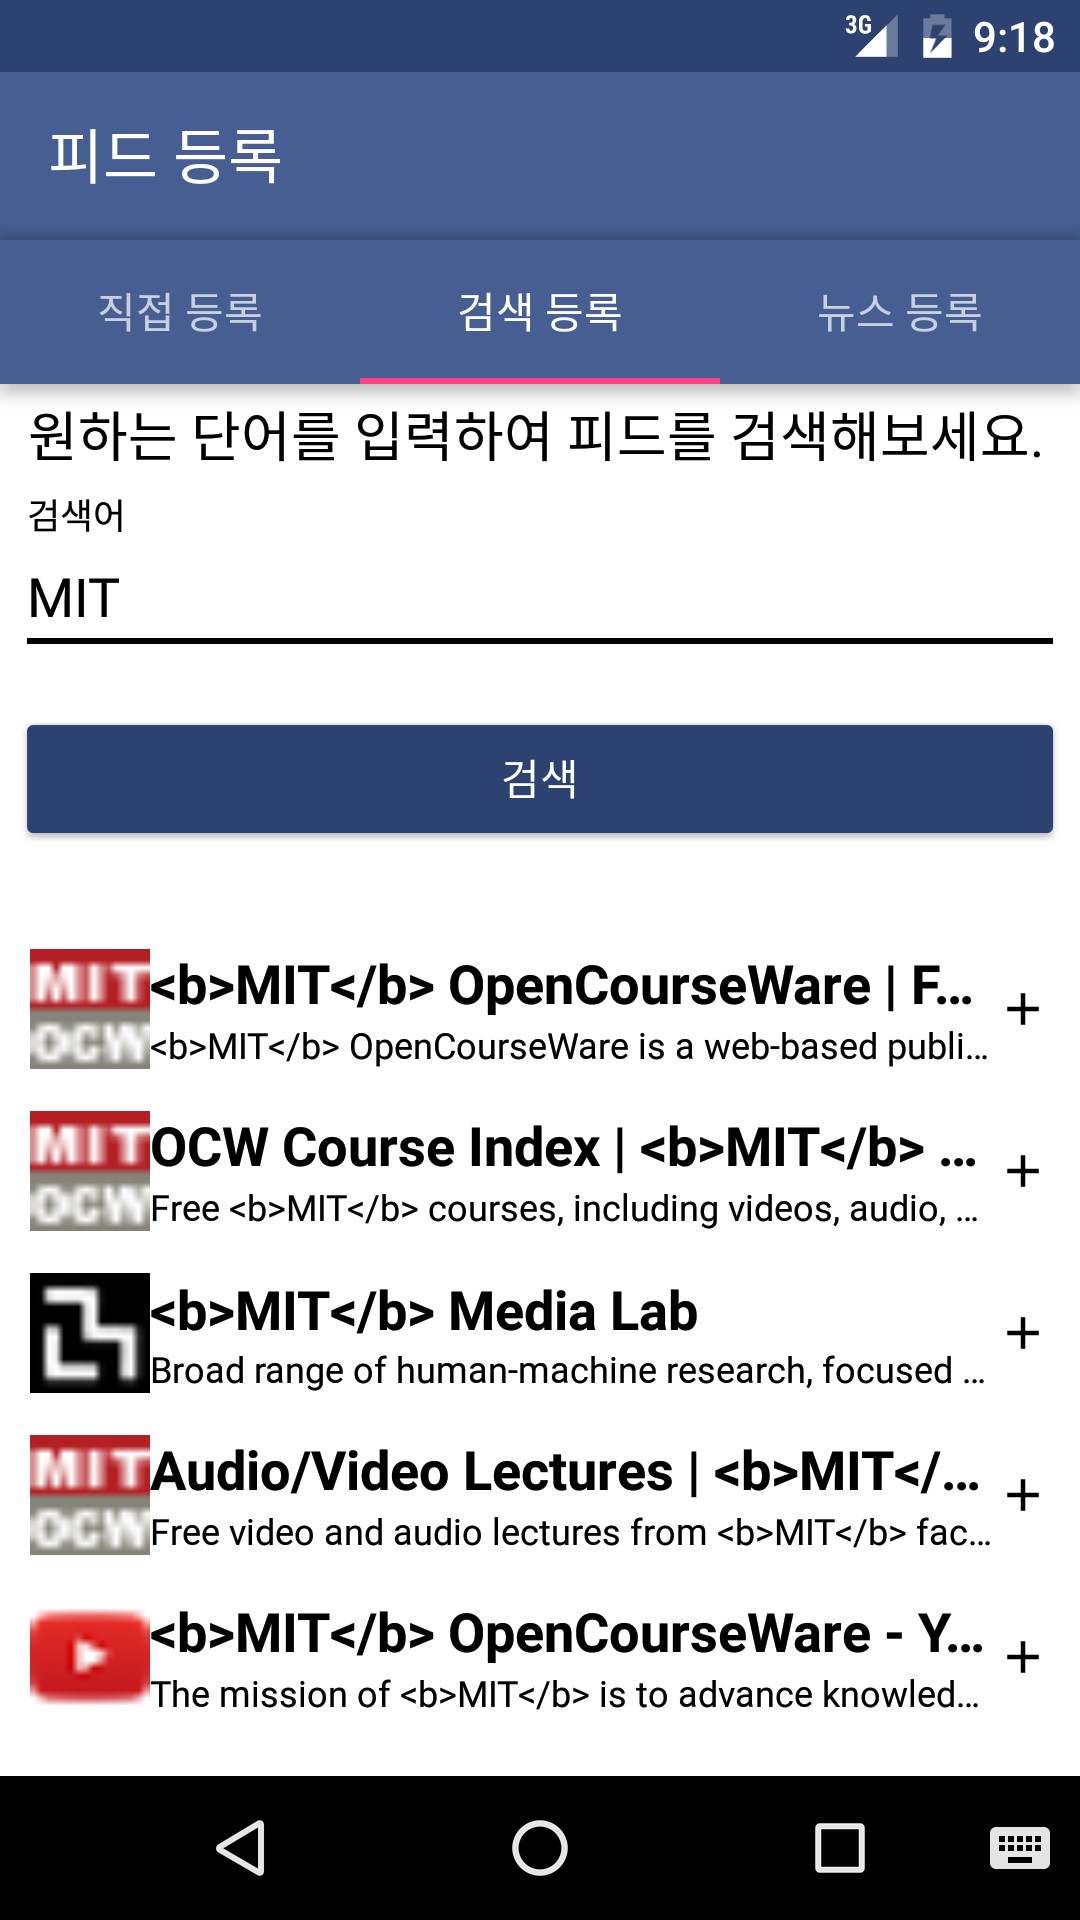 3G 9:18
피드 등록
직접 등록 검색 등록 뉴스 등록
원하는 단어를 입력하여 피드를 검색해보세요.
검색어
MIT
검색
MIT
OCW
<b>MIT</b> OpenCourseWare | F...
<b>MIT</b> OpenCourseWare is a web-based publi...
+
MIT
OCW
OCW Course Index | <b>MIT</b> ...
Free <b>MIT</b> courses, including videos, audio, ...
+
<b>MIT</b> Media Lab
Broad range of human-machine research, focused ...
+
MIT
OCW
Audio/Video Lectures | <b>MIT</...
Free video and audio lectures from <b>MIT</b> fac...
+
<b>MIT</b> OpenCourseWare - Y...
The mission of <b>MIT</b> is to advance knowled...
+